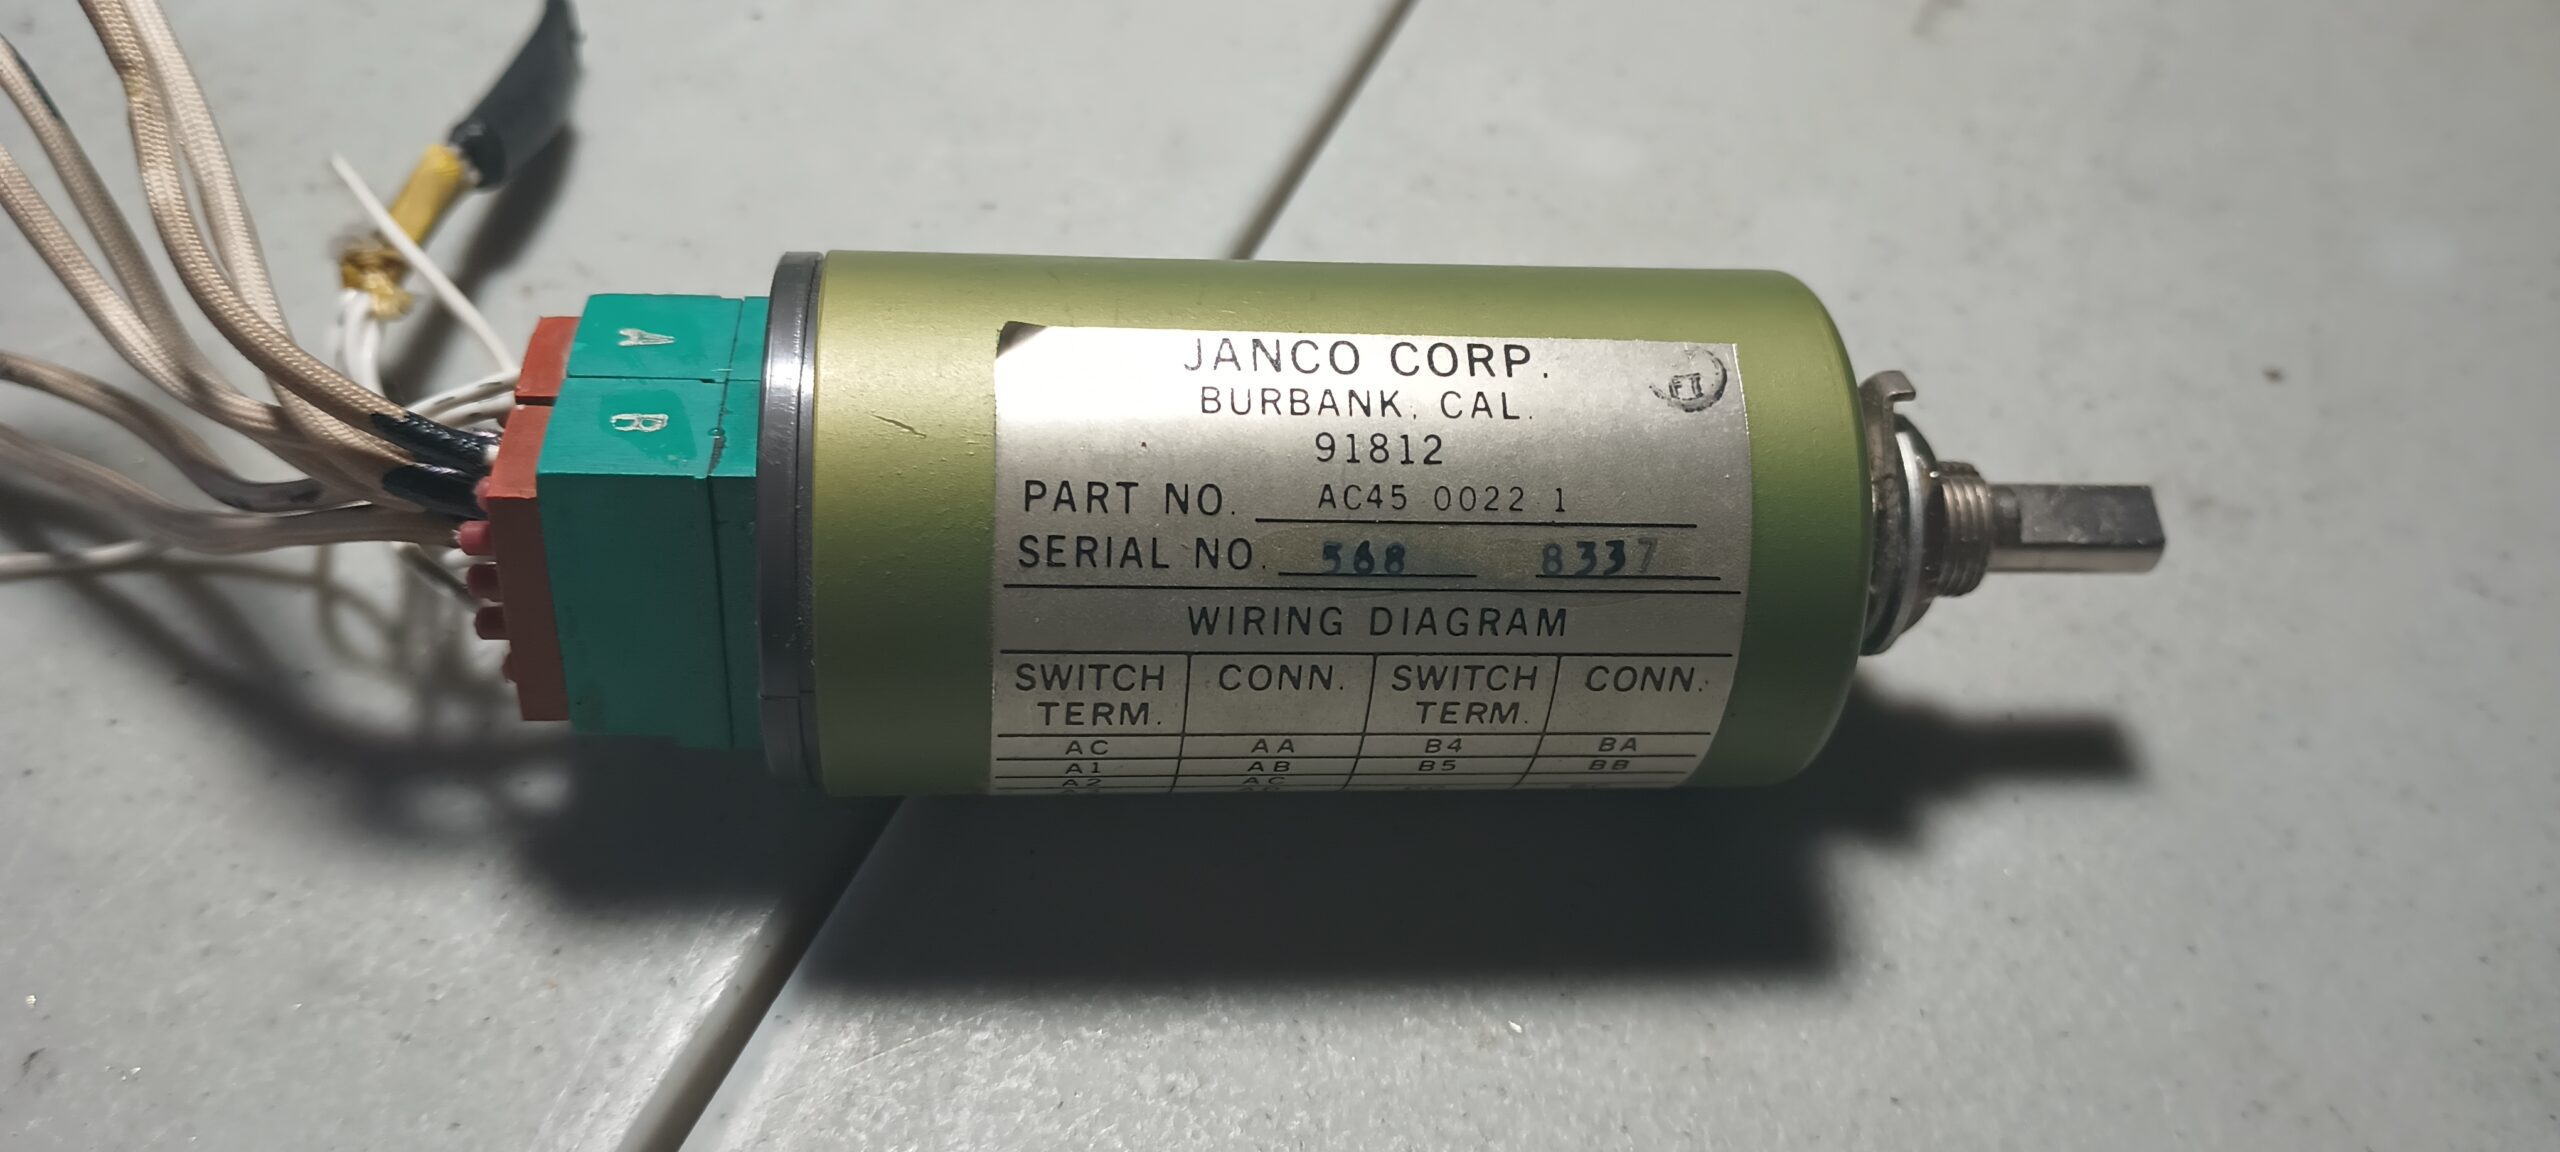 A
B
JANCO CORP.
BURBANK, CAL.
91812
FT
PART NO. AC45 0022 1
SERIAL NO. 568 8337
WIRING DIAGRAM
SWITCH TERM. CONN. SWITCH TERM. CONN.
AC AA B4 BA
A1 AB B5 BB
A2 AC